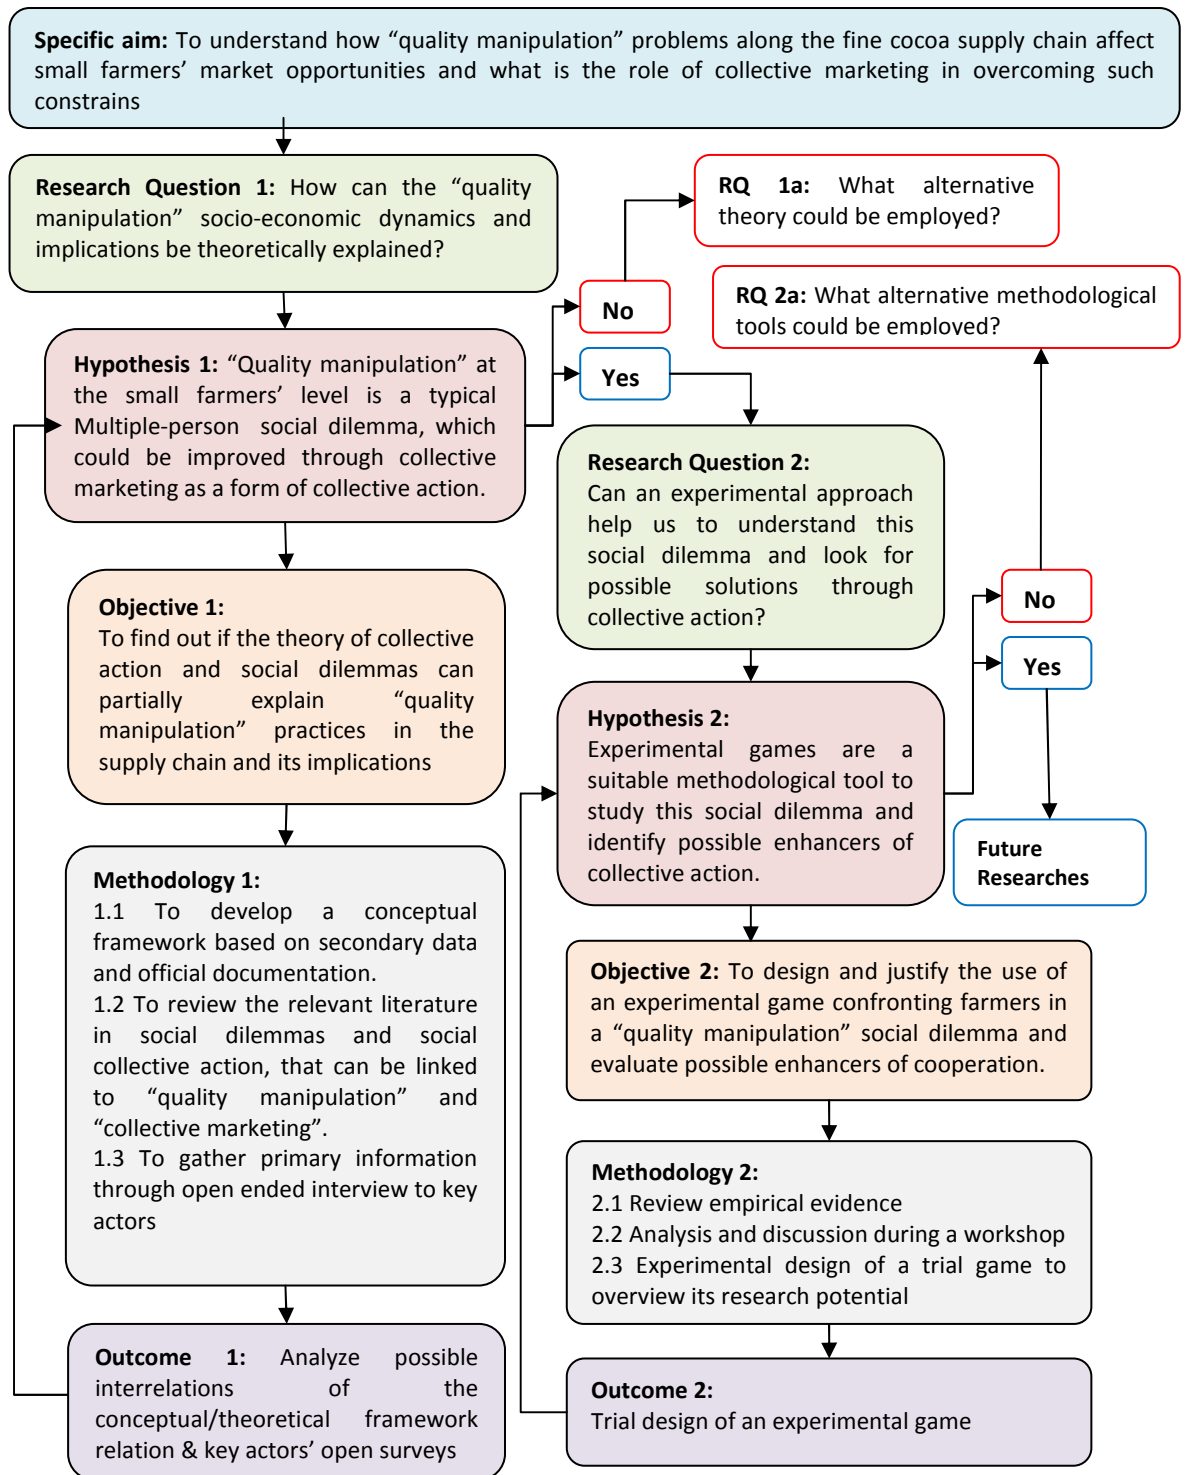 Specific aim: To understand how “quality manipulation” problems along the fine cocoa supply chain affect
small farmers’ market opportunities and what is the role of collective marketing in overcoming such
constrains
Research Question 1: How can the “quality
manipulation” socio-economic dynamics and
implications be theoretically explained?
RQ 1a: What alternative
theory could be employed?
RQ 2a: What alternative methodological
tools could be employed?
No
Yes
Hypothesis 1: “Quality manipulation” at
the small farmers’ level is a typical
Multiple-person social dilemma, which
could be improved through collective
marketing as a form of collective action.
Research Question 2:
Can an experimental approach
help us to understand this
social dilemma and look for
possible solutions through
collective action?
No
Yes
Objective 1:
To find out if the theory of collective
action and social dilemmas can
partially explain “quality
manipulation” practices in the
supply chain and its implications
Hypothesis 2:
Experimental games are a
suitable methodological tool to
study this social dilemma and
identify possible enhancers of
collective action.
Future
Researches
Methodology 1:
1.1 To develop a conceptual
framework based on secondary data
and official documentation.
1.2 To review the relevant literature
in social dilemmas and social
collective action, that can be linked
to “quality manipulation” and
“collective marketing”.
1.3 To gather primary information
through open ended interview to key
actors
Objective 2: To design and justify the use of
an experimental game confronting farmers in
a “quality manipulation” social dilemma and
evaluate possible enhancers of cooperation.
Methodology 2:
2.1 Review empirical evidence
2.2 Analysis and discussion during a workshop
2.3 Experimental design of a trial game to
overview its research potential
Outcome 1: Analyze possible
interrelations of the
conceptual/theoretical framework
relation & key actors’ open surveys
Outcome 2:
Trial design of an experimental game